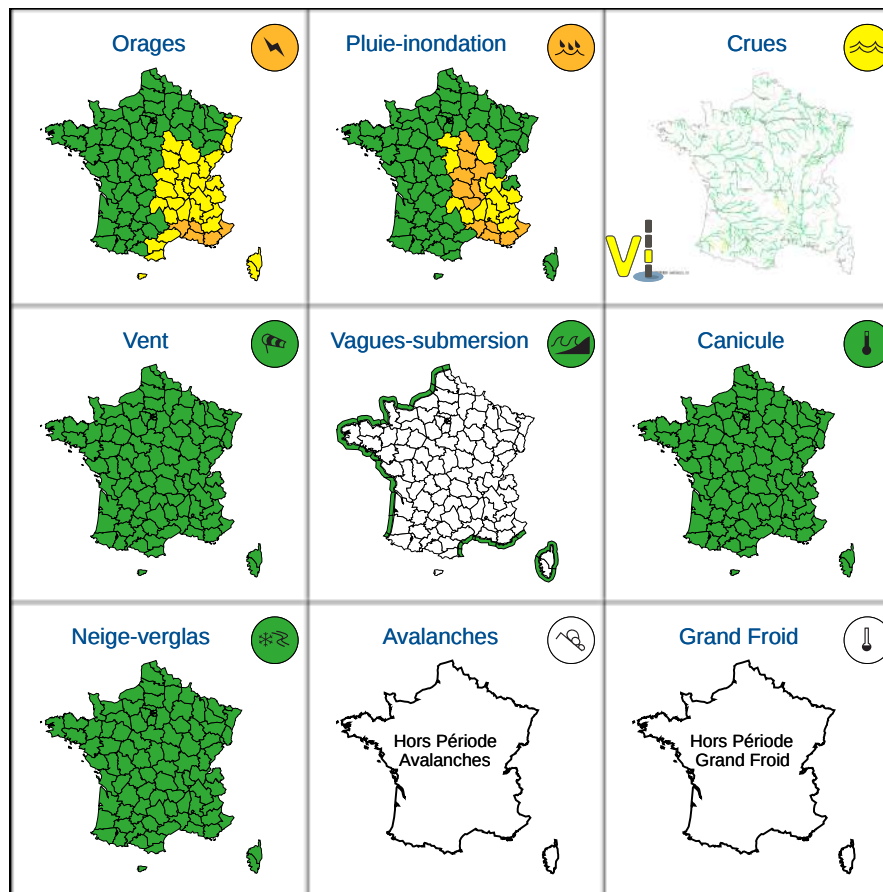 Orages
Pluie-inondation
Crues
Vi
Vent
Vagues-submersion
Canicule
Neige-verglas
Avalanches
Grand Froid
Hors Période
Avalanches
Hors Période
Grand Froid